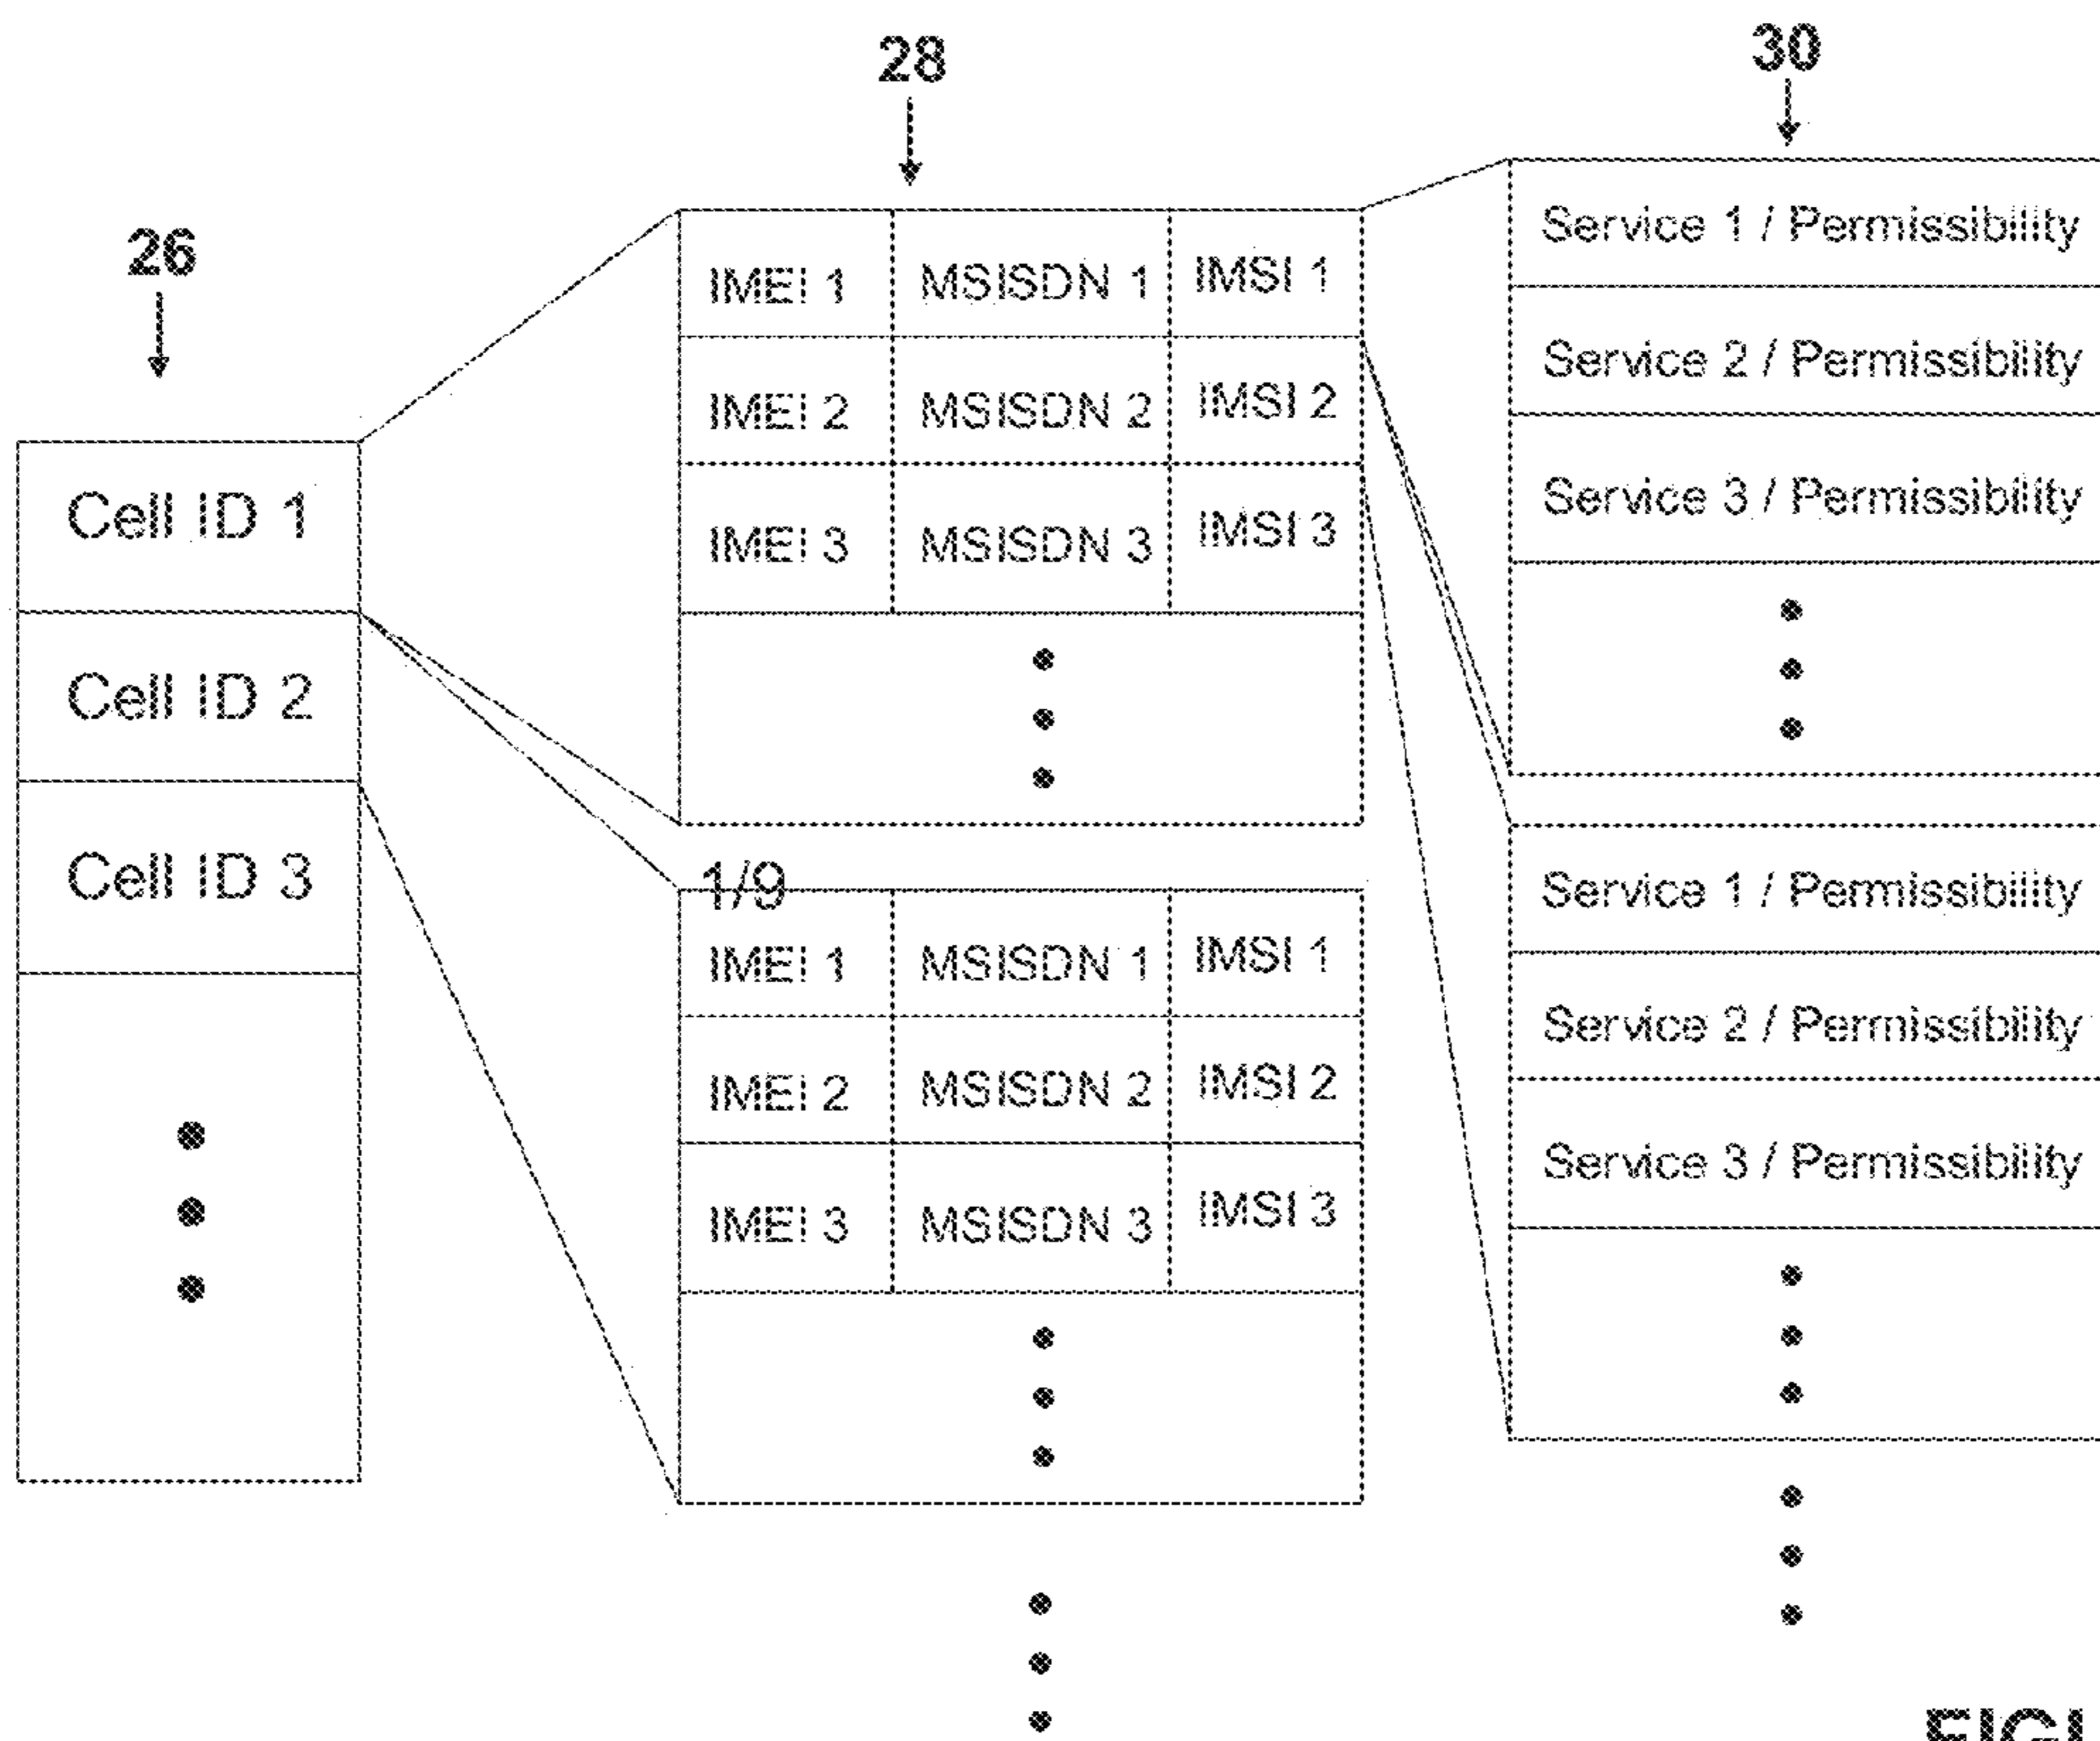 26
Cell ID 1
Cell ID 2
Cell ID 3
28
IMEI 1 MSISDN 1 IMSI 1
IMEI 2 MSISDN 2 IMSI 2
IMEI 3 MSISDN 3 IMSI 3
1/9
IMEI 1 MSISDN 1 IMSI 1
IMEI 2 MSISDN 2 IMSI 2
IMEI 3 MSISDN 3 IMSI 3
30
Service 1 / Permissibility
Service 2 / Permissibility
Service 3 / Permissibility
Service 1 / Permissibility
Service 2 / Permissibility
Service 3 / Permissibility